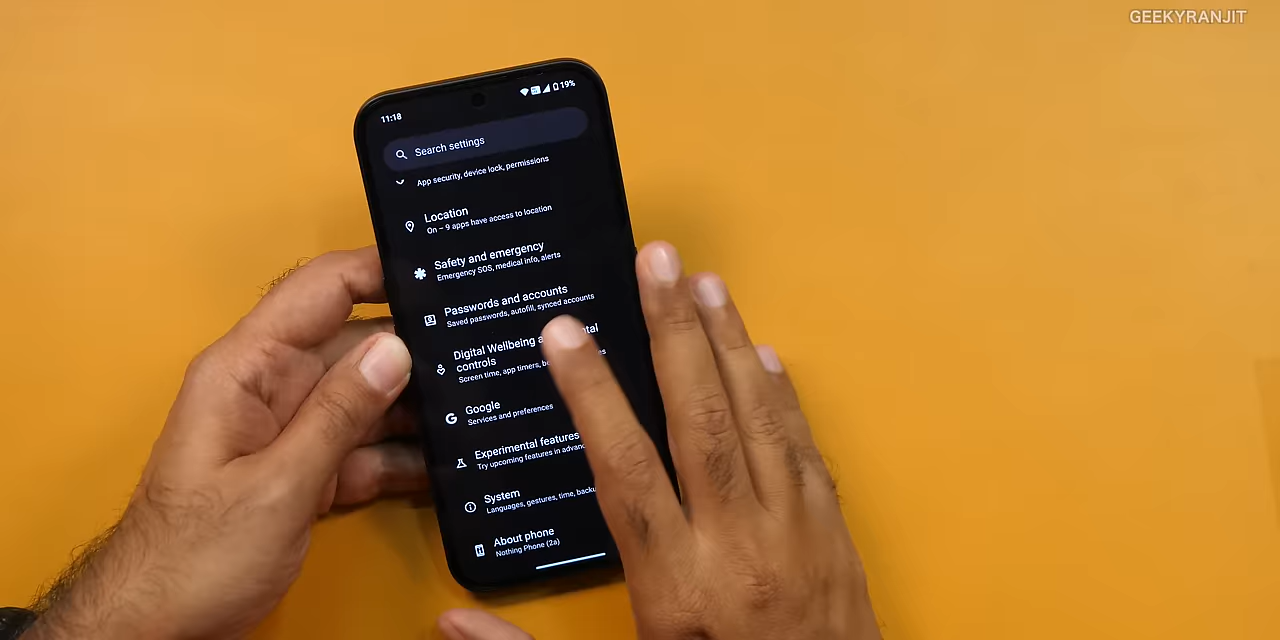 GEEKYRANJIT
11:18
19%
Search settings
App security, device lock, permissions
Location
On – 9 apps have access to location
Safety and emergency
Emergency SOS, medical info, alerts
Passwords and accounts
Saved passwords, autofill, synced accounts
Digital Wellbeing
controls
Screen time, app timers,
Google
Services and preferences
Experimental features
Try upcoming features in
System
Languages, gestures, time,
About phone
Nothing Phone (2a)